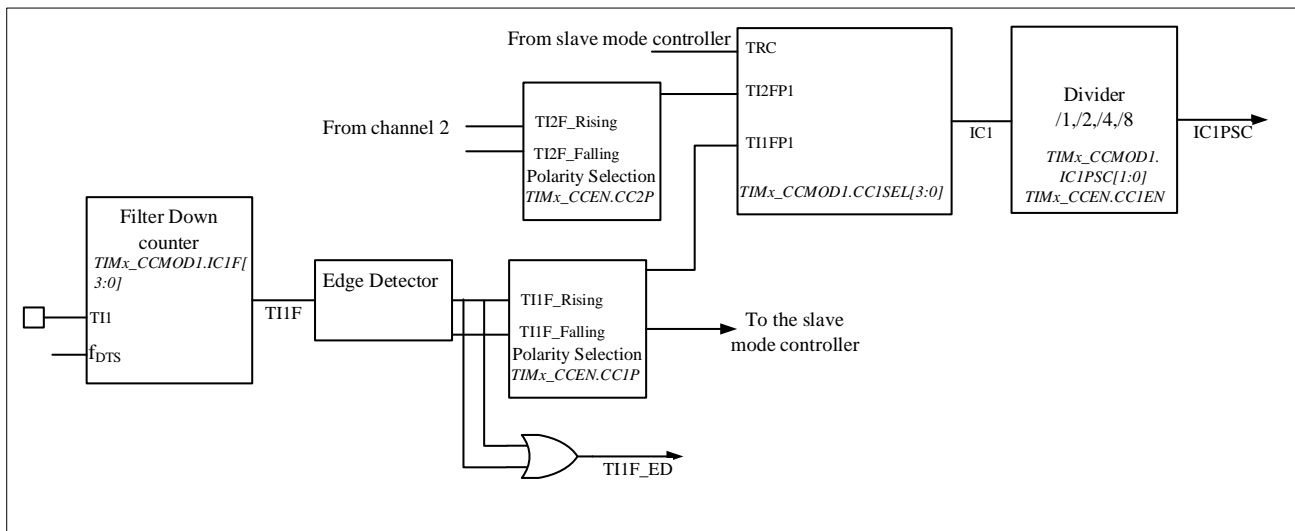 From slave mode controller
TRC
TI2FP1
TI1FP1
TIMx_CCMOD1.CC1SEL[3:0]
From channel 2
TI2F_Rising
TI2F_Falling
Polarity Selection
TIMx_CCEN.CC2P
IC1
Divider
/1,/2,/4,/8
TIMx_CCMOD1.
IC1PSC[1:0]
TIMx_CCEN.CC1EN
IC1PSC
Filter Down
counter
TIMx_CCMOD1.IC1F[
3:0]
TI1
fDTS
TI1F
Edge Detector
TI1F_Rising
TI1F_Falling
Polarity Selection
TIMx_CCEN.CC1P
To the slave
mode controller
TI1F_ED